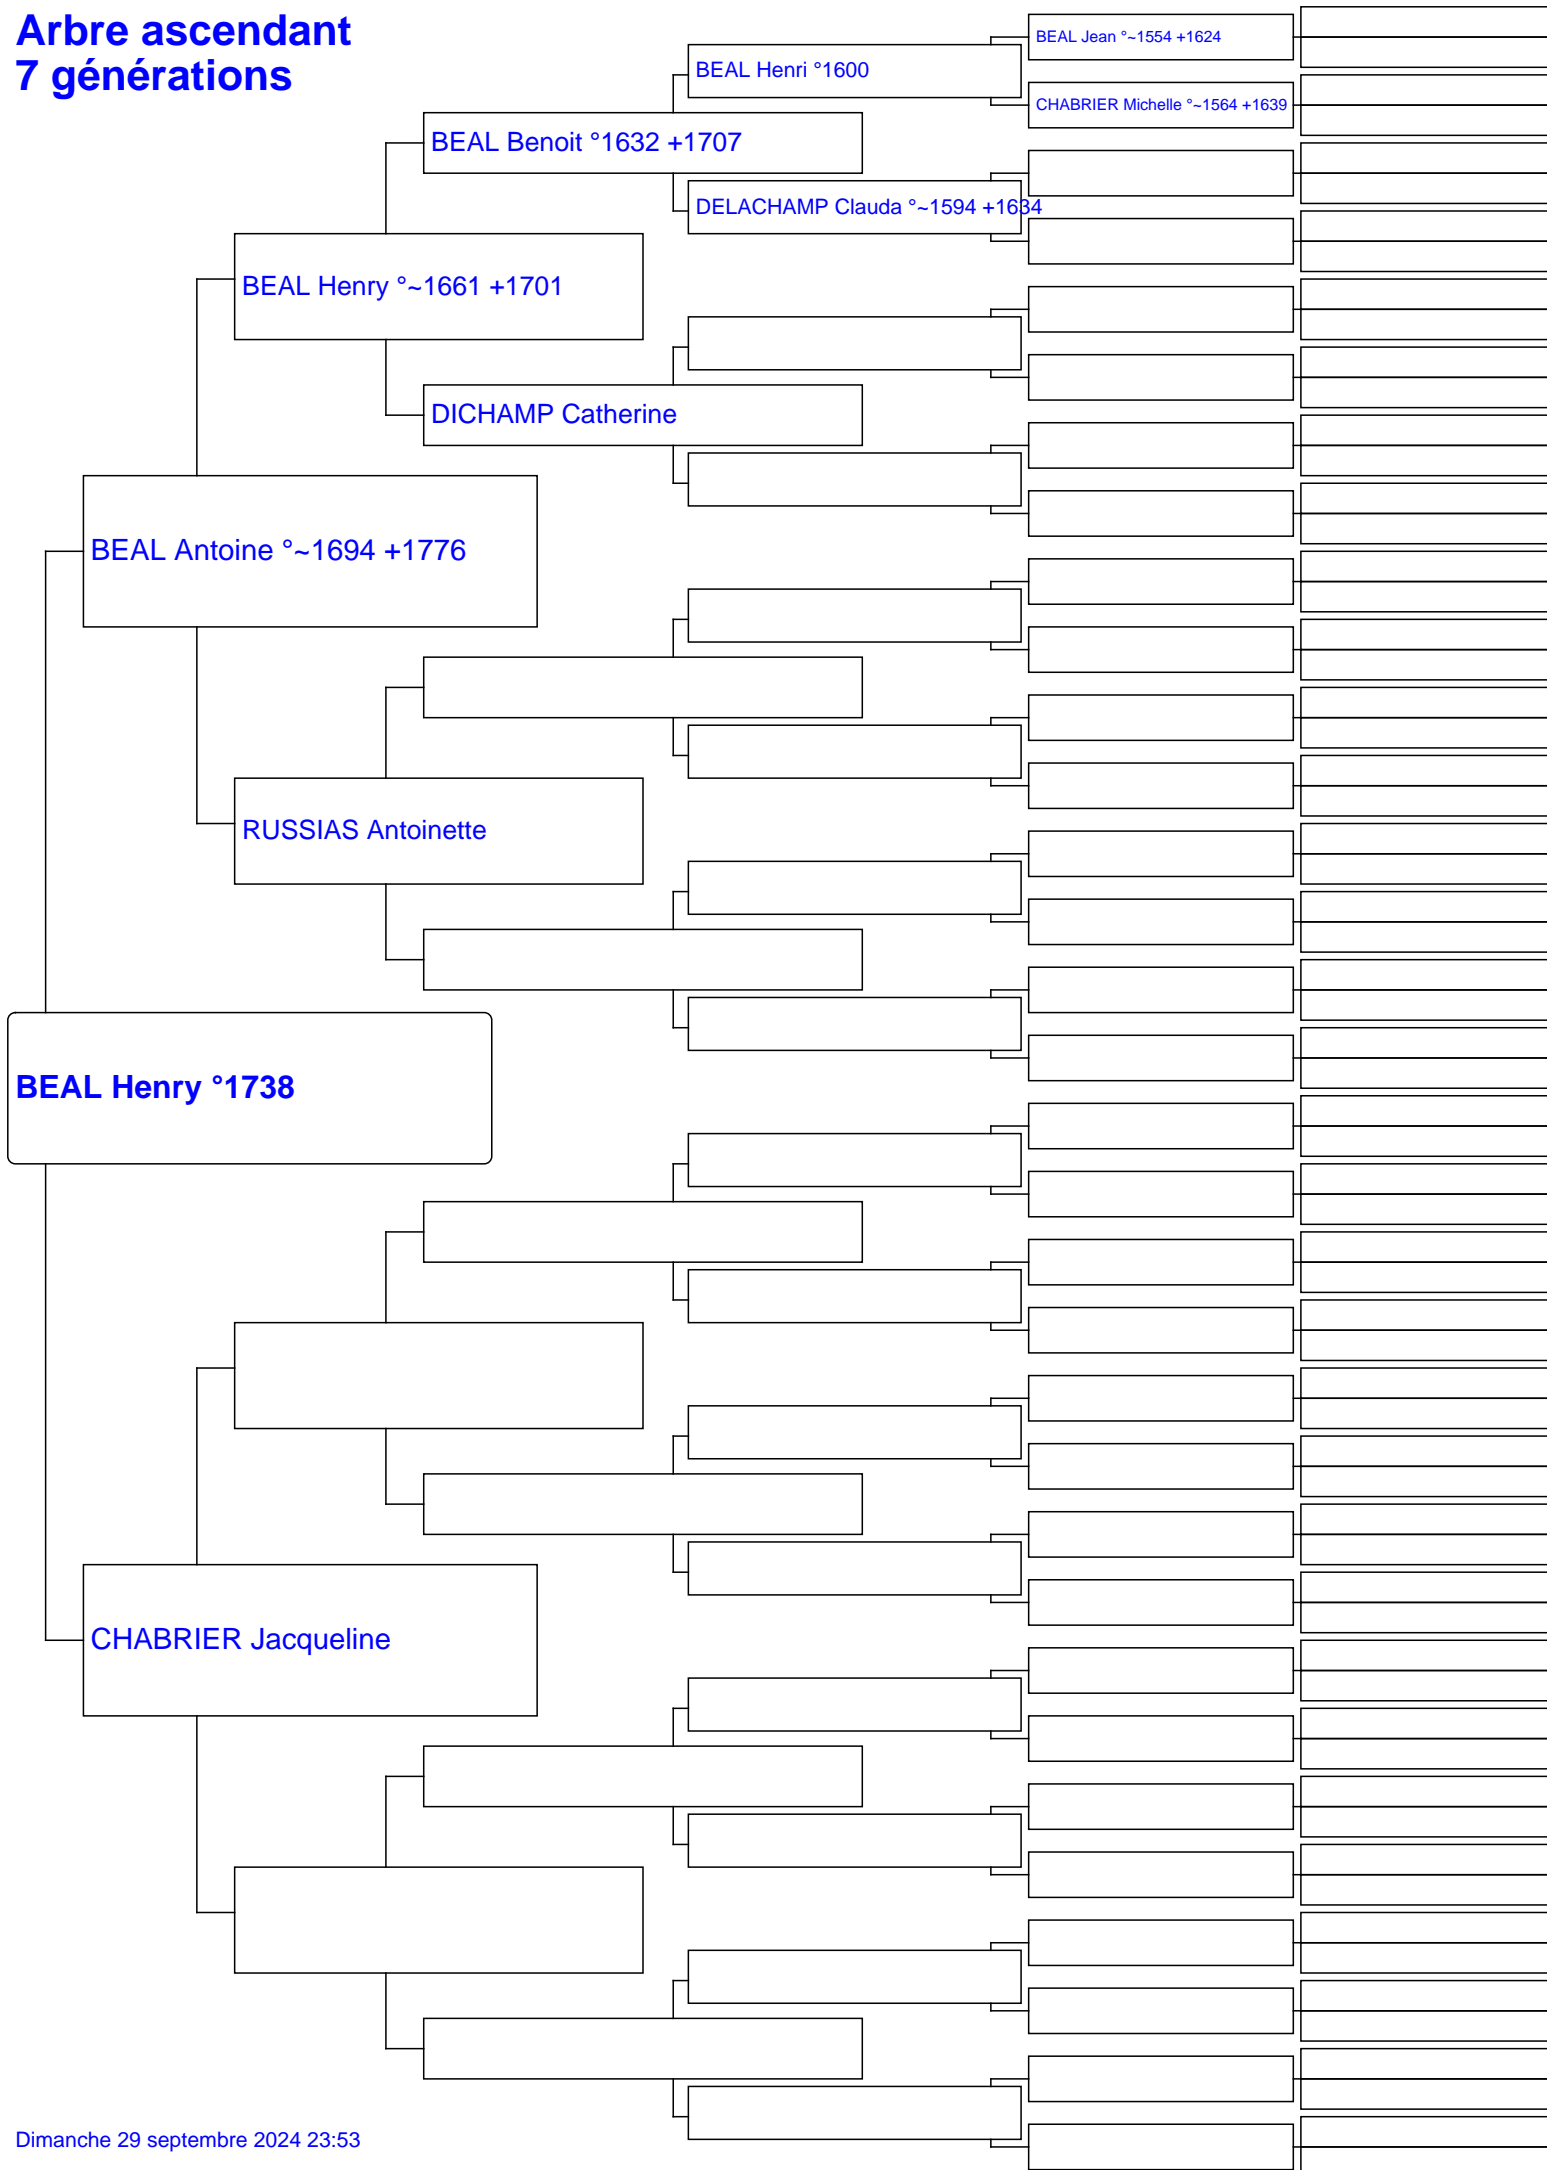 Arbre ascendant
7 générations
BEAL Jean °~1554 +1624
BEAL Henri °1600
CHABRIER Michelle °~1564 +1639
BEAL Benoit °1632 +1707
DELACHAMP Clauda °~1594 +1634
BEAL Henry °~1661 +1701
DICHAMP Catherine
BEAL Antoine °~1694 +1776
RUSSIAS Antoinette
BEAL Henry °1738
CHABRIER Jacqueline
Dimanche 29 septembre 2024 23:53